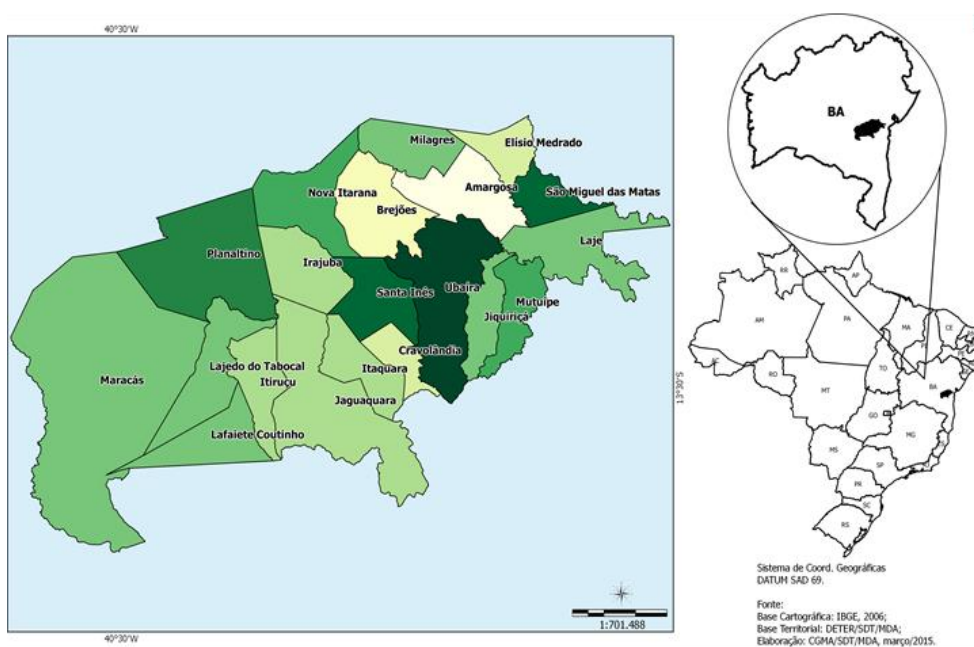 40°30'W
Milagres
Elísio Medrado
Nova Itarana
Amargosa
São Miguel das Matas
Brejões
Laje
Planaltino
Irajuba
Santa Inês
Ubaíra
Mutuípe
Jiquiriçá
Cravolândia
Maracás
Lajedo do Tabocal
Itaquara
Itiruçu
Jaguaquara
Lafaiete Coutinho
13°30'S
1:701.488
40°30'W
BA
RR
AP
AM
PA
MA
CE
AC
RO
TO
MT
BA
GO
MG
MS
SP
PR
SC
RS
Sistema de Coord. Geográficas
DATUM SAD 69.
Fonte:
Base Cartográfica: IBGE, 2006;
Base Territorial: DETER/SDT/MDA;
Elaboração: CGMA/SDT/MDA, março/2015.